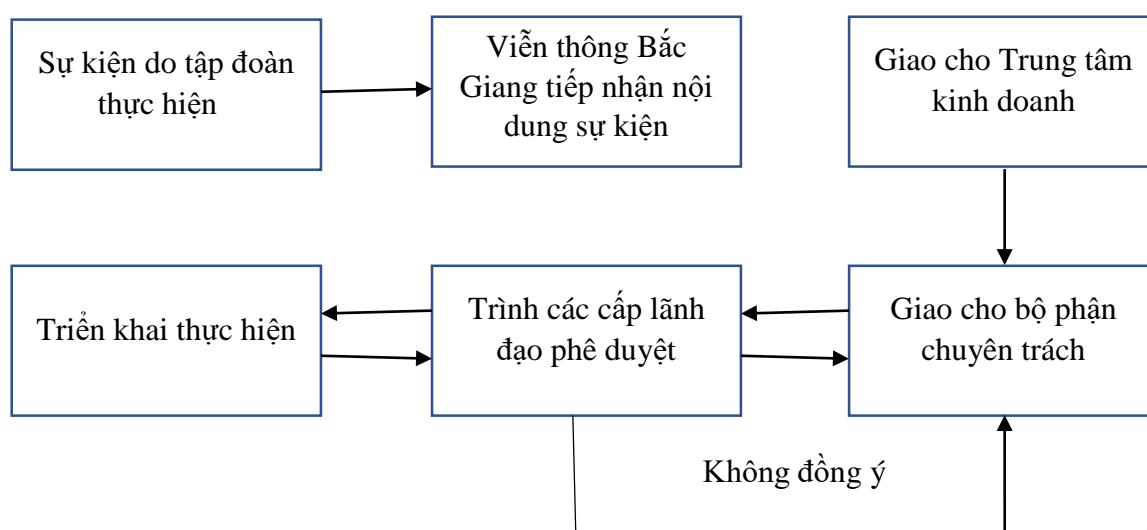 Sự kiện do tập đoàn
thực hiện
Viễn thông Bắc
Giang tiếp nhận nội
dung sự kiện
Giao cho Trung tâm
kinh doanh
Triển khai thực hiện
Trình các cấp lãnh
đạo phê duyệt
Giao cho bộ phận
chuyên trách
Không đồng ý